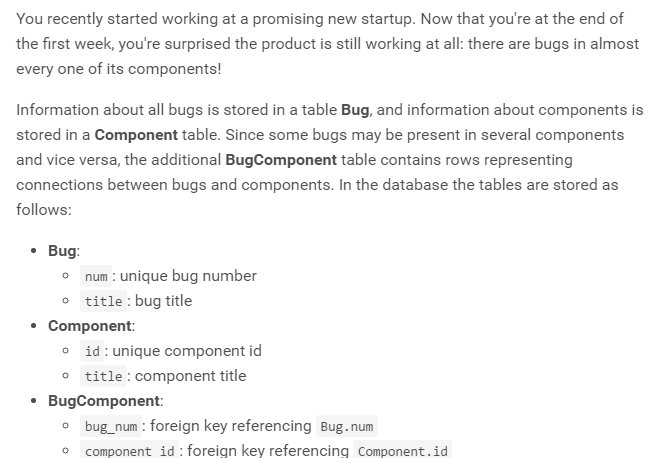 You recently started working at a promising new startup. Now that you're at the end of
the first week, you're surprised the product is still working at all: there are bugs in almost
every one of its components!
Information about all bugs is stored in a table Bug, and information about components is
stored in a Component table. Since some bugs may be present in several components
and vice versa, the additional BugComponent table contains rows representing
connections between bugs and components. In the database the tables are stored as
follows:
• Bug:
◦ num : unique bug number
◦ title : bug title
• Component:
◦ id : unique component id
◦ title : component title
• BugComponent:
◦ bug_num : foreign key referencing Bug.num
◦ component id : foreign key referencing Component.id